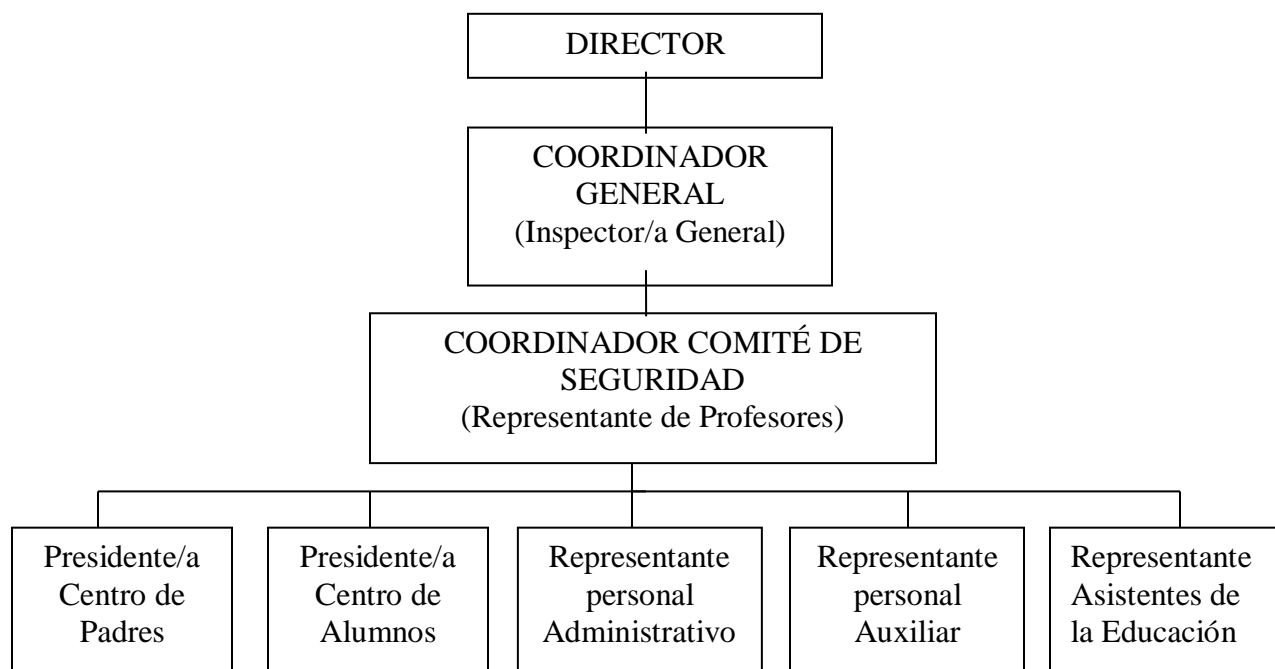 DIRECTOR
COORDINADOR
GENERAL
(Inspector/a General)
COORDINADOR COMITÉ DE
SEGURIDAD
(Representante de Profesores)
Presidente/a
Centro de
Padres
Presidente/a
Centro de
Alumnos
Representante
personal
Administrativo
Representante
personal
Auxiliar
Representante
Asistentes de
la Educación